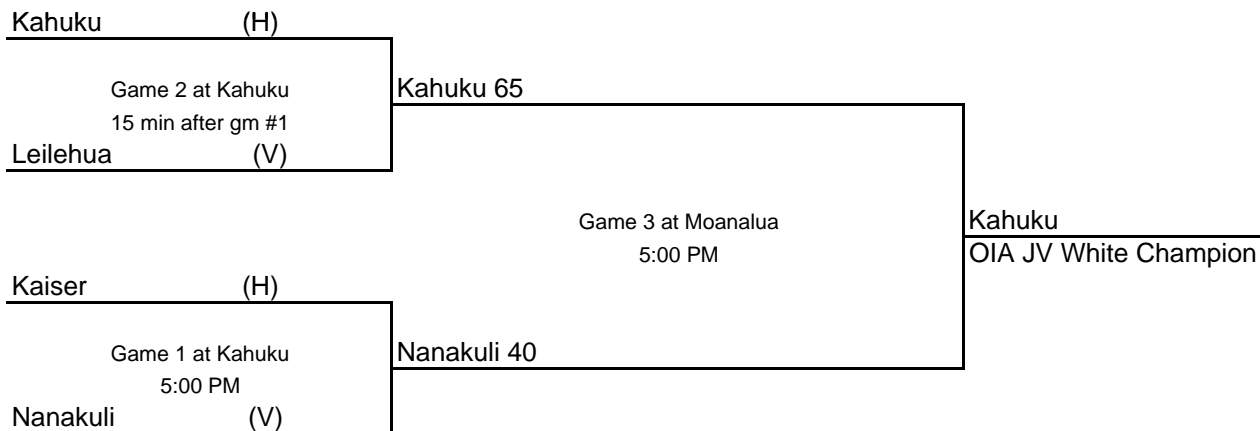 Kahuku (H)
Game 2 at Kahuku
15 min after gm #1
Leilehua (V)
Kahuku 65
Game 3 at Moanalua
5:00 PM
Kahuku
OIA JV White Champion
Kaiser (H)
Game 1 at Kahuku
5:00 PM
Nanakuli (V)
Nanakuli 40